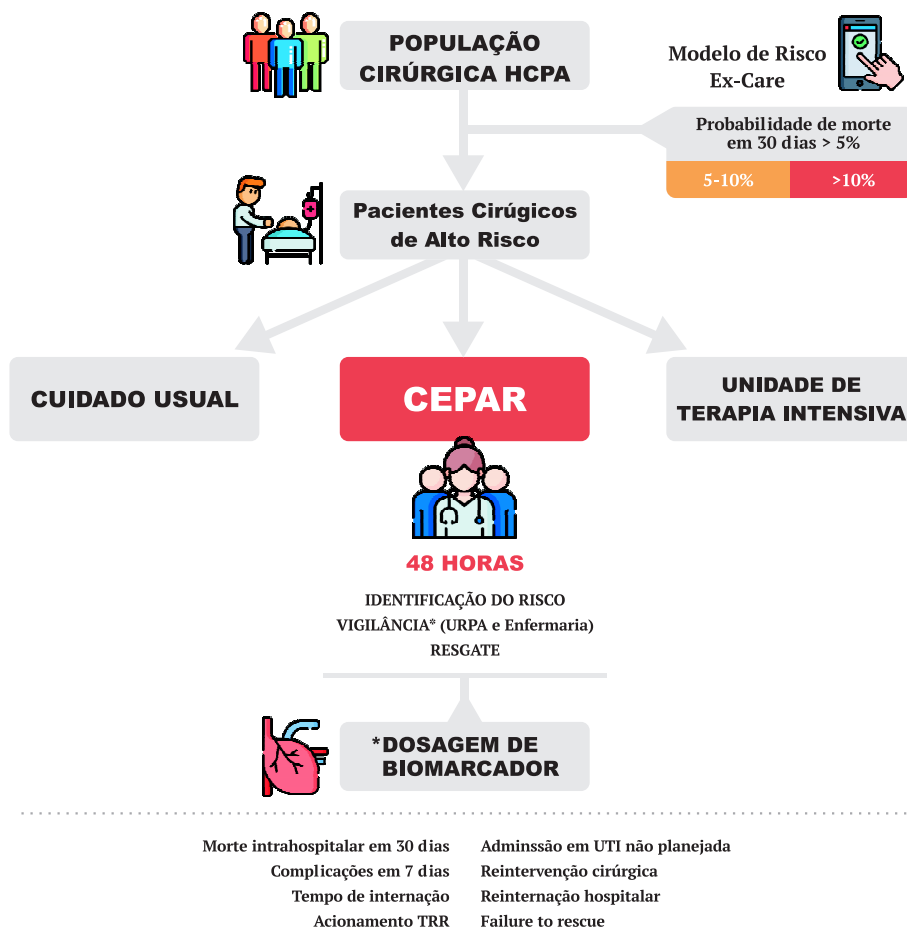 POPULAÇÃO
CIRÚRGICA HCPA
Modelo de Risco
Ex-Care
Probabilidade de morte
em 30 dias > 5%
5-10%
>10%
Pacientes Cirúgicos
de Alto Risco
CUIDADO USUAL
CEPAR
UNIDADE DE
TERAPIA INTENSIVA
48 HORAS
IDENTIFICAÇÃO DO RISCO
VIGILÂNCIA* (URPA e Enfermaria)
RESGATE
*DOSAGEM DE
BIOMARCADOR
Morte intrahospitalar em 30 dias
Complicações em 7 dias
Tempo de internação
Acionamento TRR
Adminssão em UTI não planejada
Reintervenção cirúrgica
Reinternação hospitalar
Failure to rescue